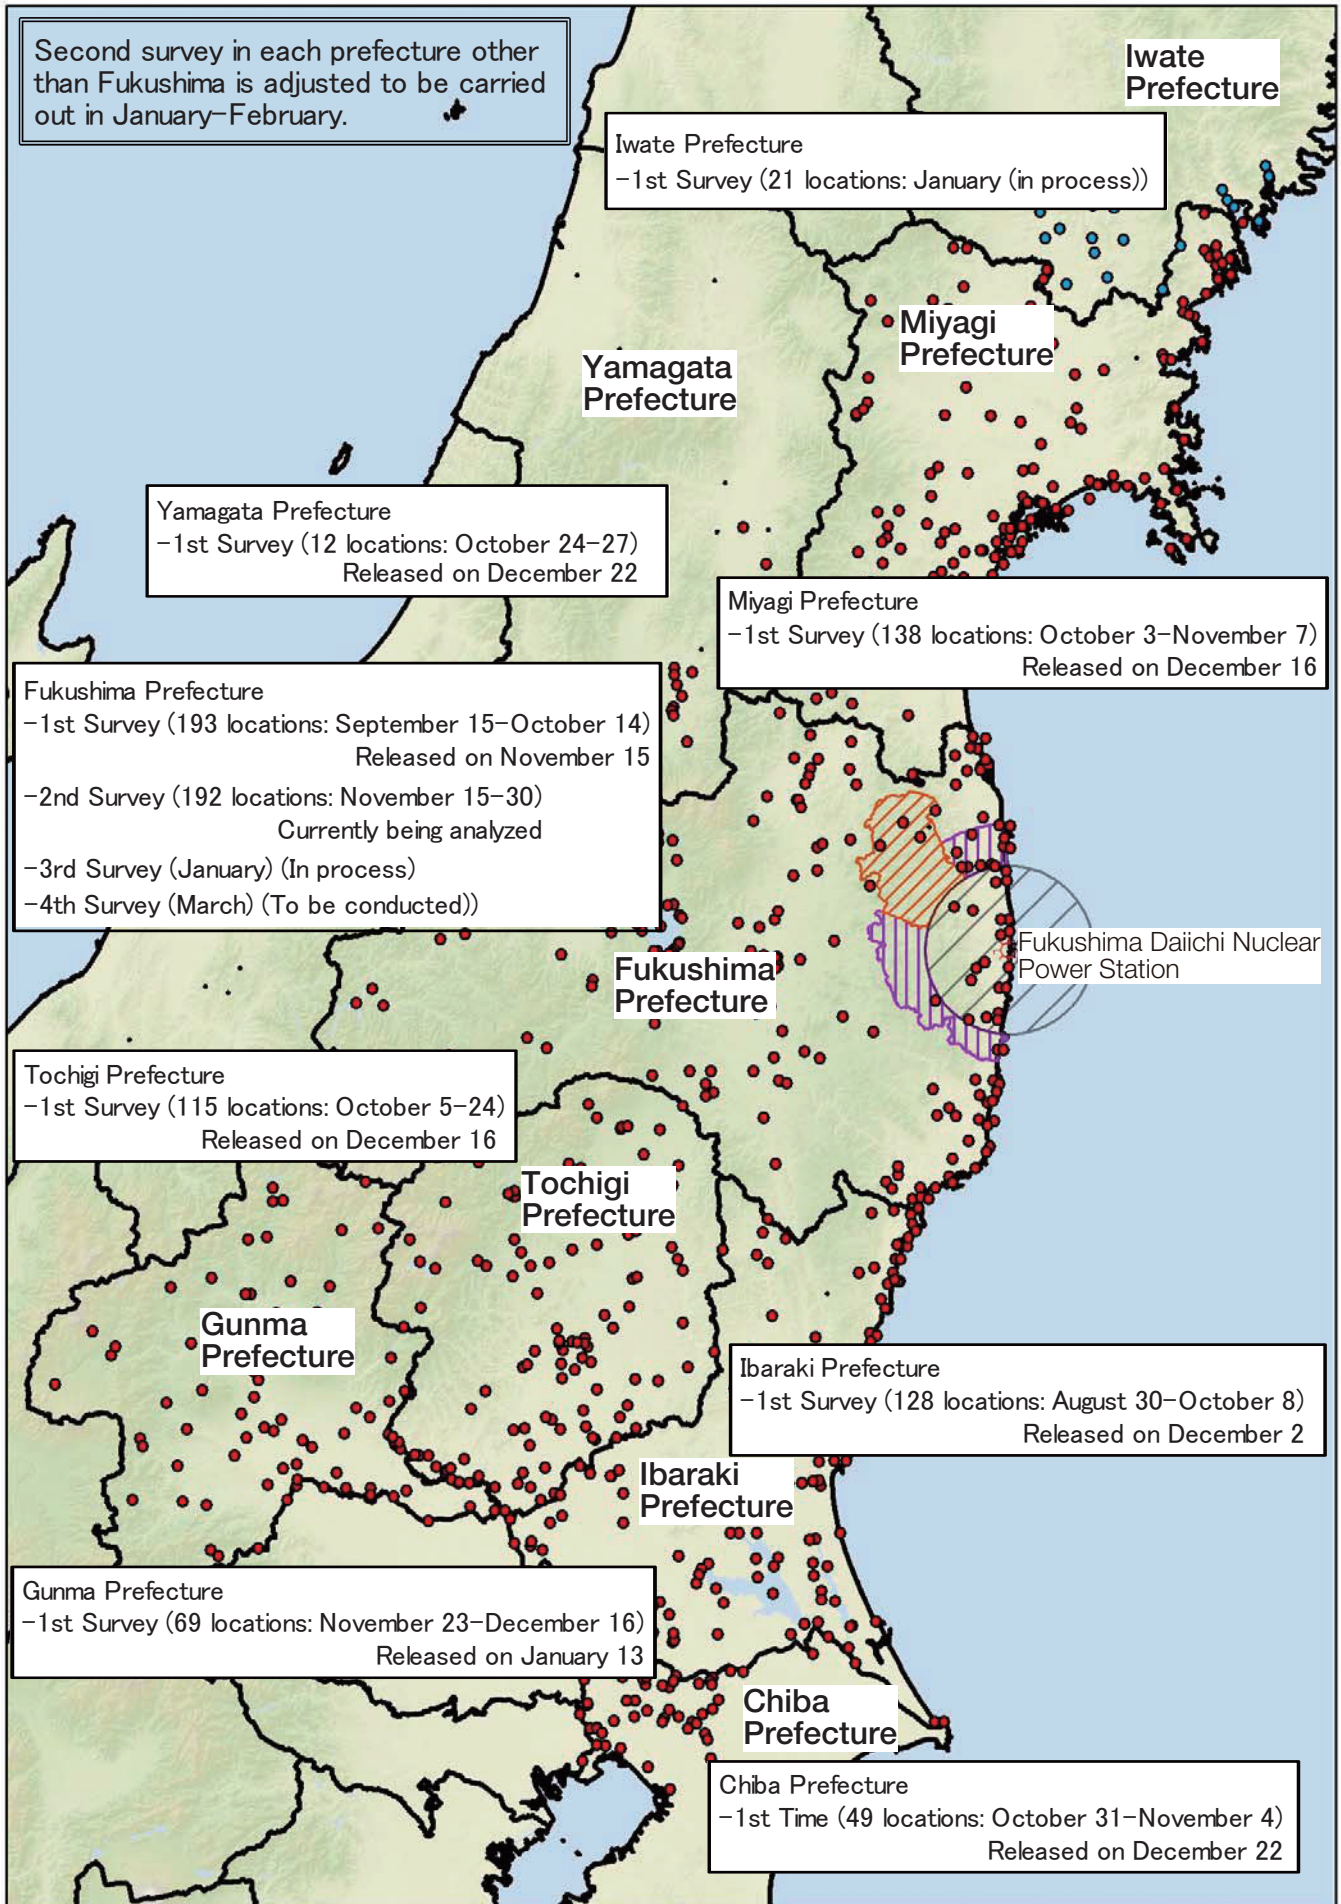 Second survey in each prefecture other
than Fukushima is adjusted to be carried
out in January-February.
Iwate
Prefecture
Iwate Prefecture
-1st Survey (21 locations: January (in process))
Miyagi
Prefecture
Yamagata
Prefecture
Yamagata Prefecture
-1st Survey (12 locations: October 24-27)
Released on December 22
Miyagi Prefecture
-1st Survey (138 locations: October 3-November 7)
Released on December 16
Fukushima Prefecture
-1st Survey (193 locations: September 15-October 14)
Released on November 15
-2nd Survey (192 locations: November 15-30)
Currently being analyzed
-3rd Survey (January) (In process)
-4th Survey (March) (To be conducted))
Fukushima Daiichi Nuclear
Power Station
Fukushima
Prefecture
Tochigi Prefecture
-1st Survey (115 locations: October 5-24)
Released on December 16
Tochigi
Prefecture
Gunma
Prefecture
Ibaraki Prefecture
-1st Survey (128 locations: August 30-October 8)
Released on December 2
Ibaraki
Prefecture
Gunma Prefecture
-1st Survey (69 locations: November 23-December 16)
Released on January 13
Chiba
Prefecture
Chiba Prefecture
-1st Time (49 locations: October 31-November 4)
Released on December 22